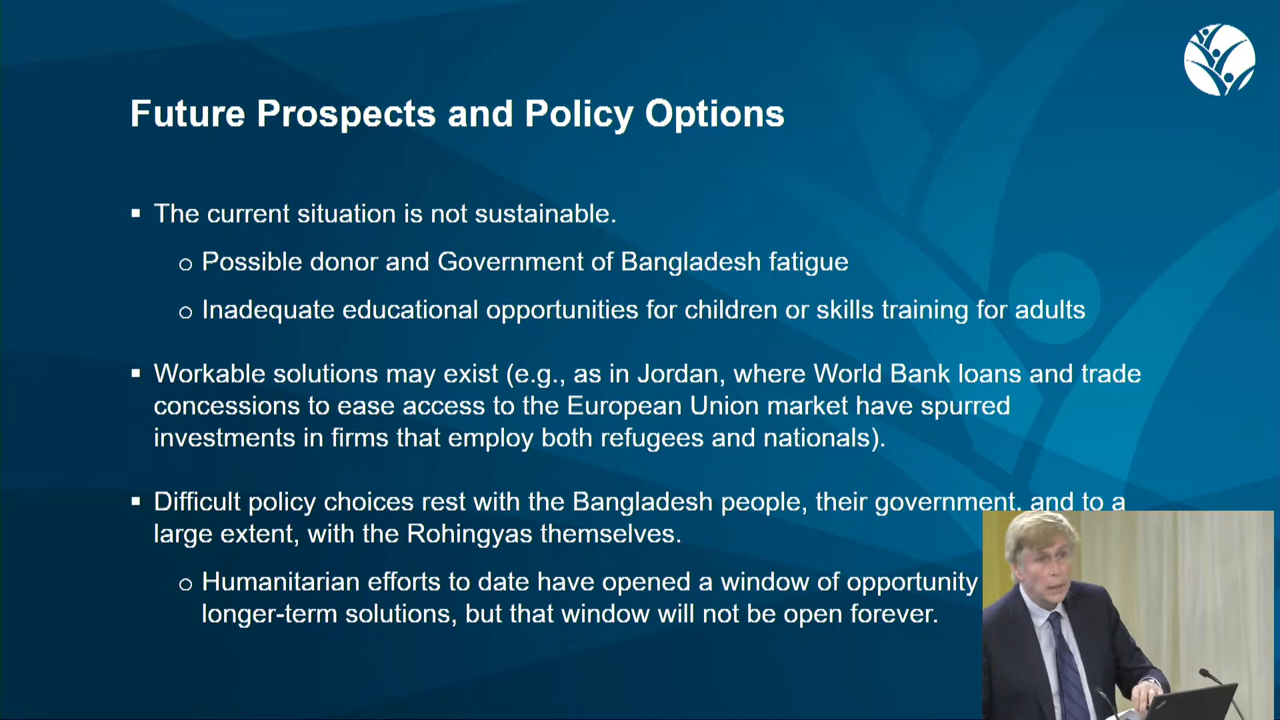 Future Prospects and Policy Options
▪ The current situation is not sustainable.
o Possible donor and Government of Bangladesh fatigue
o Inadequate educational opportunities for children or skills training for adults
▪ Workable solutions may exist (e.g., as in Jordan, where World Bank loans and trade
concessions to ease access to the European Union market have spurred
investments in firms that employ both refugees and nationals).
▪ Difficult policy choices rest with the Bangladesh people, their government, and to a
large extent, with the Rohingyas themselves.
o Humanitarian efforts to date have opened a window of opportunity
longer-term solutions, but that window will not be open forever.